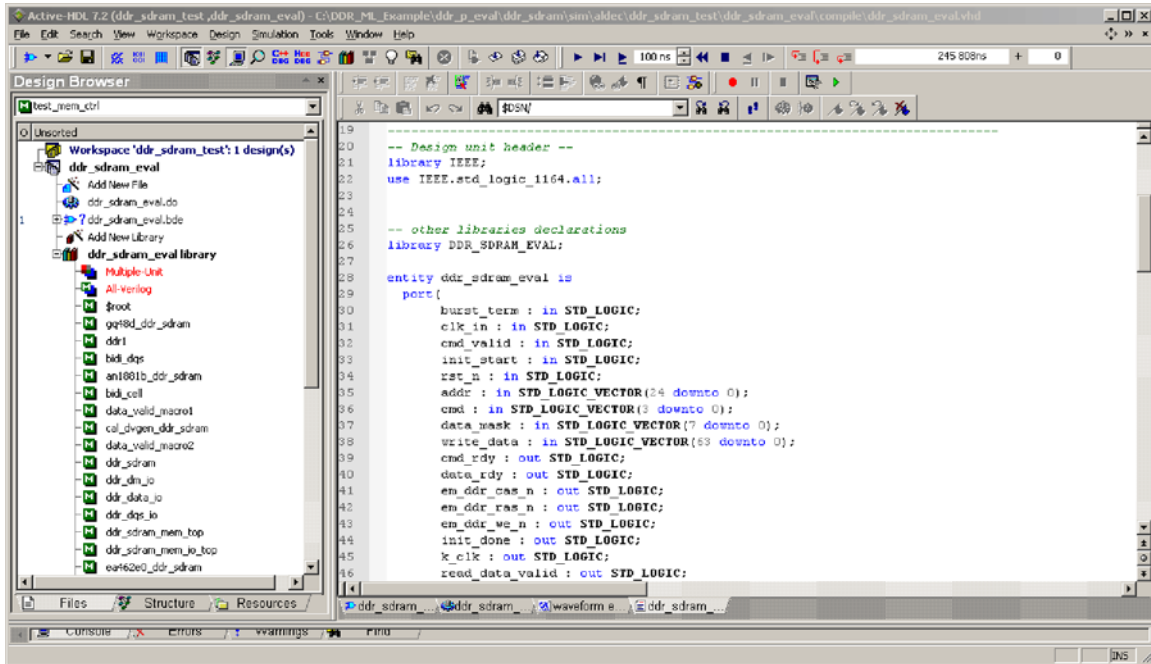 Active-HDL 7.2 (ddr_sdram_test ,ddr_sdram_eval) - C:\DDR_ML_Example\ddr_p_eval\ddr_sdram\sim\aldec\ddr_sdram_test\ddr_sdram_eval\compile\ddr_sdram_eval.vhd
File Edit Search View Workspace Design Simulation Tools Window Help
100 ns
245 808ns + 0
Design Browser
test_mem_ctrl
$DSN/
Unsorted
Workspace 'ddr_sdram_test': 1 design(s)
ddr_sdram_eval
Add New File
ddr_sdram_eval.do
1 ? ddr_sdram_eval.bde
Add New Library
ddr_sdram_eval library
Multiple-Unit
All-Verilog
$root
gq48d_ddr_sdram
ddr1
bidi_dqs
an1881b_ddr_sdram
bidi_cell
data_valid_macro1
cal_dvgen_ddr_sdram
data_valid_macro2
ddr_sdram
ddr_dm_io
ddr_data_io
ddr_dqs_io
ddr_sdram_mem_top
ddr_sdram_mem_io_top
ea462e0_ddr_sdram
Files Structure Resources
19 --------------------------------------------------------------------------------
20 -- Design unit header --
21 library IEEE;
22 use IEEE.std_logic_1164.all;
23
24
25 -- other libraries declarations
26 library DDR_SDRAM_EVAL;
27
28 entity ddr_sdram_eval is
29 port(
30 burst_term : in STD_LOGIC;
31 clk_in : in STD_LOGIC;
32 cmd_valid : in STD_LOGIC;
33 init_start : in STD_LOGIC;
34 rst_n : in STD_LOGIC;
35 addr : in STD_LOGIC_VECTOR(24 downto 0);
36 cmd : in STD_LOGIC_VECTOR(3 downto 0);
37 data_mask : in STD_LOGIC_VECTOR(7 downto 0);
38 write_data : in STD_LOGIC_VECTOR(63 downto 0);
39 cmd_rdy : out STD_LOGIC;
40 data_rdy : out STD_LOGIC;
41 em_ddr_cas_n : out STD_LOGIC;
42 em_ddr_ras_n : out STD_LOGIC;
43 em_ddr_we_n : out STD_LOGIC;
44 init_done : out STD_LOGIC;
45 k_clk : out STD_LOGIC;
46 read_data_valid : out STD_LOGIC;
ddr_sdram_... ddr_sdram_... waveform e... ddr_sdram_...
Console Errors Warnings Find
INS